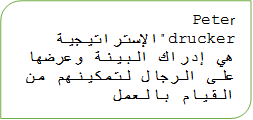 Peter
drucker"الإستراتيجية
هي إدراك البيئة وعرضها
على الرجال لتمكينهم من
القيام بالعمل